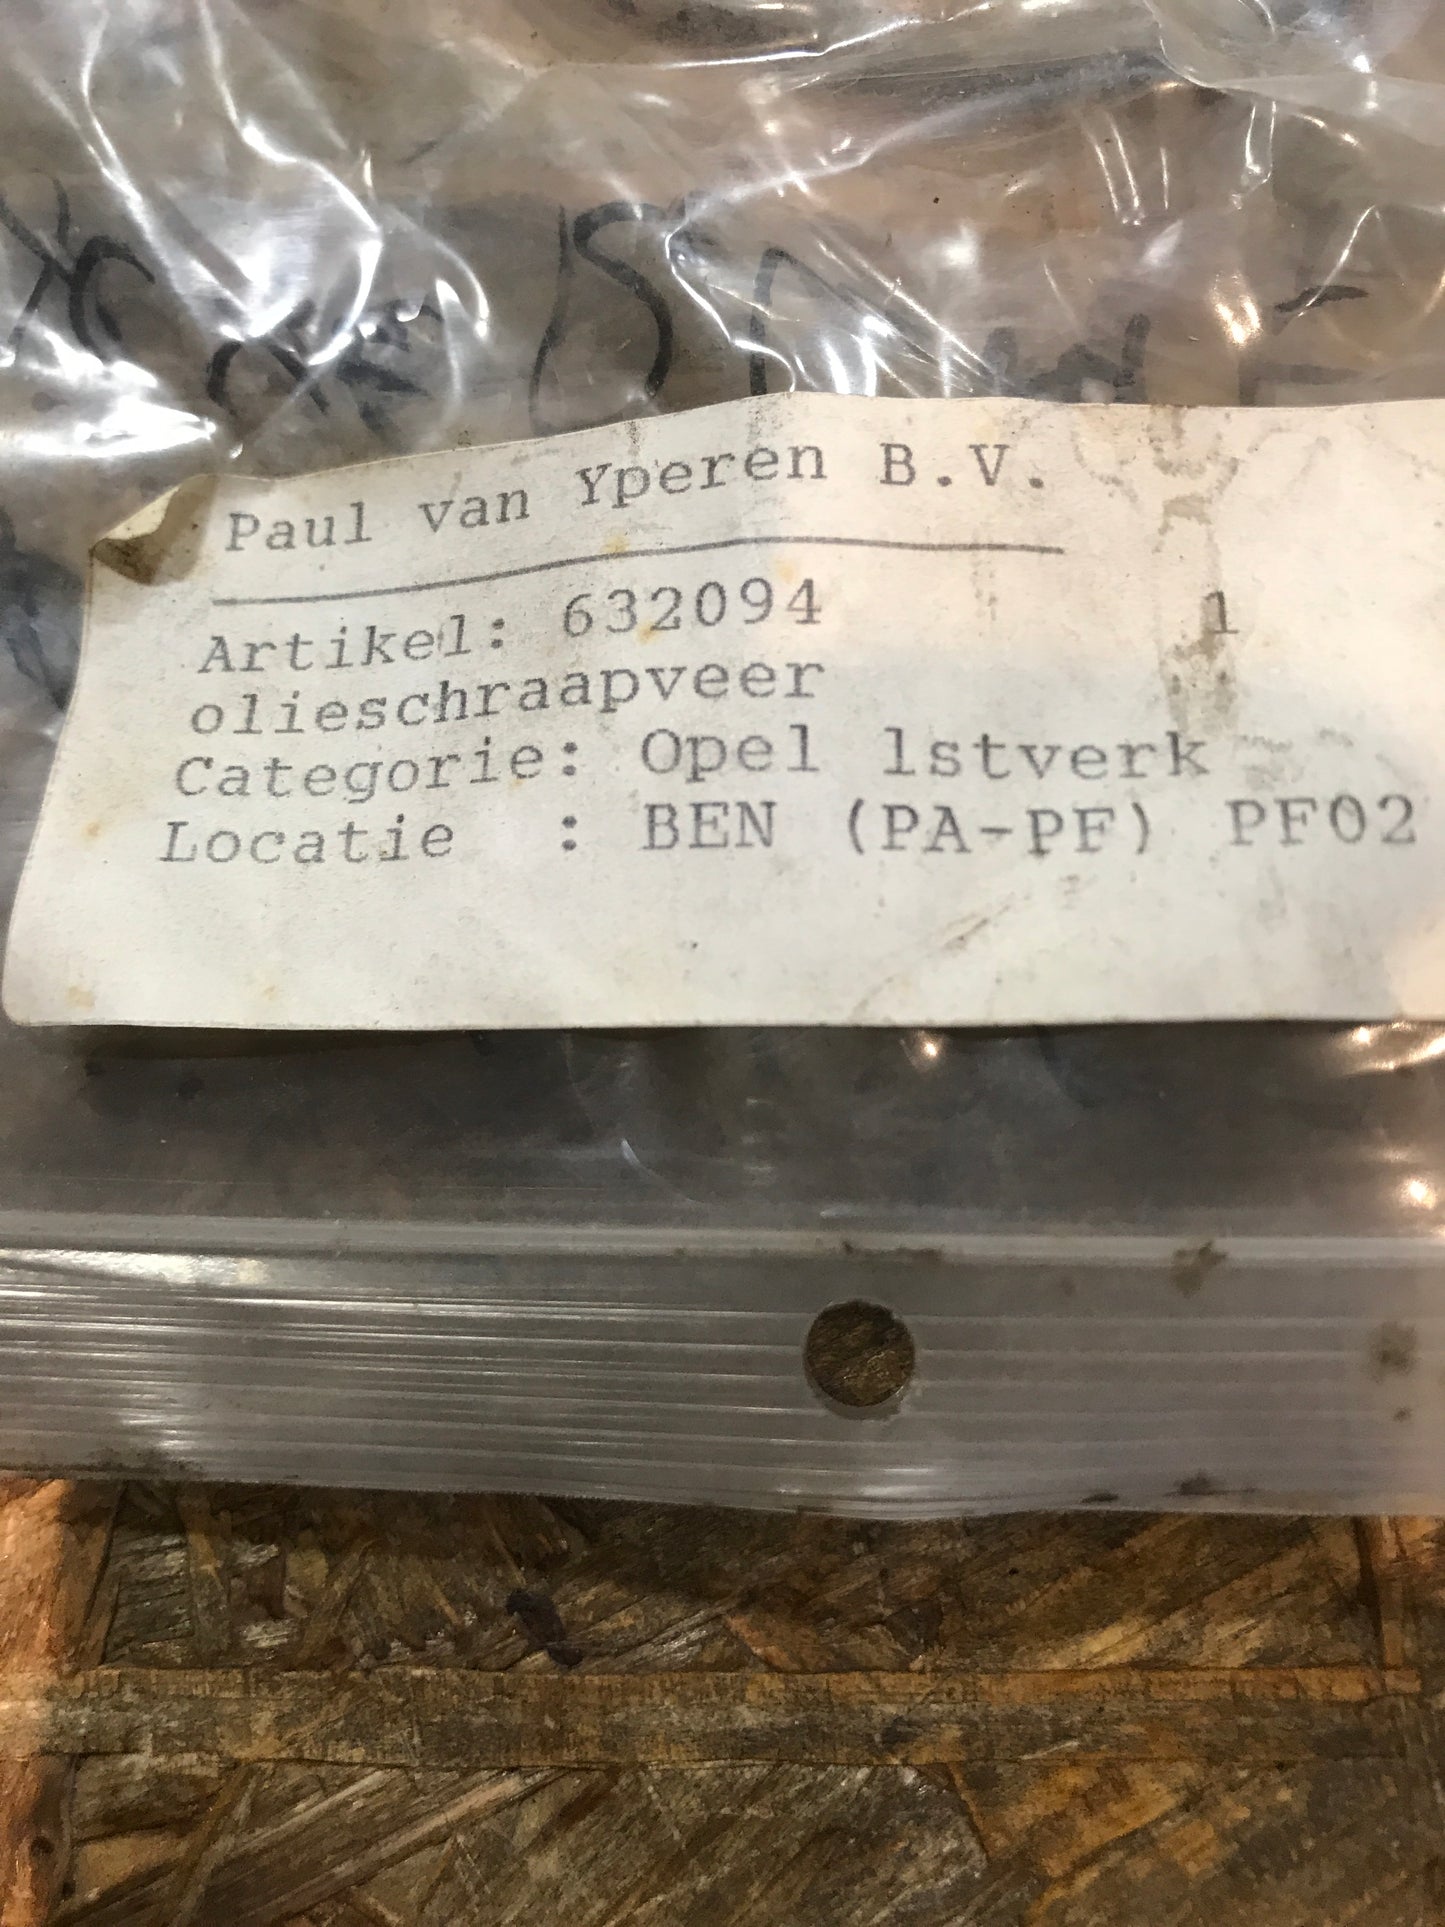 Paul van Yperen B.V.
Artikel: 632094 1
olieschraapveer
Categorie: Opel lstverk
Locatie : BEN (PA-PF) PF02